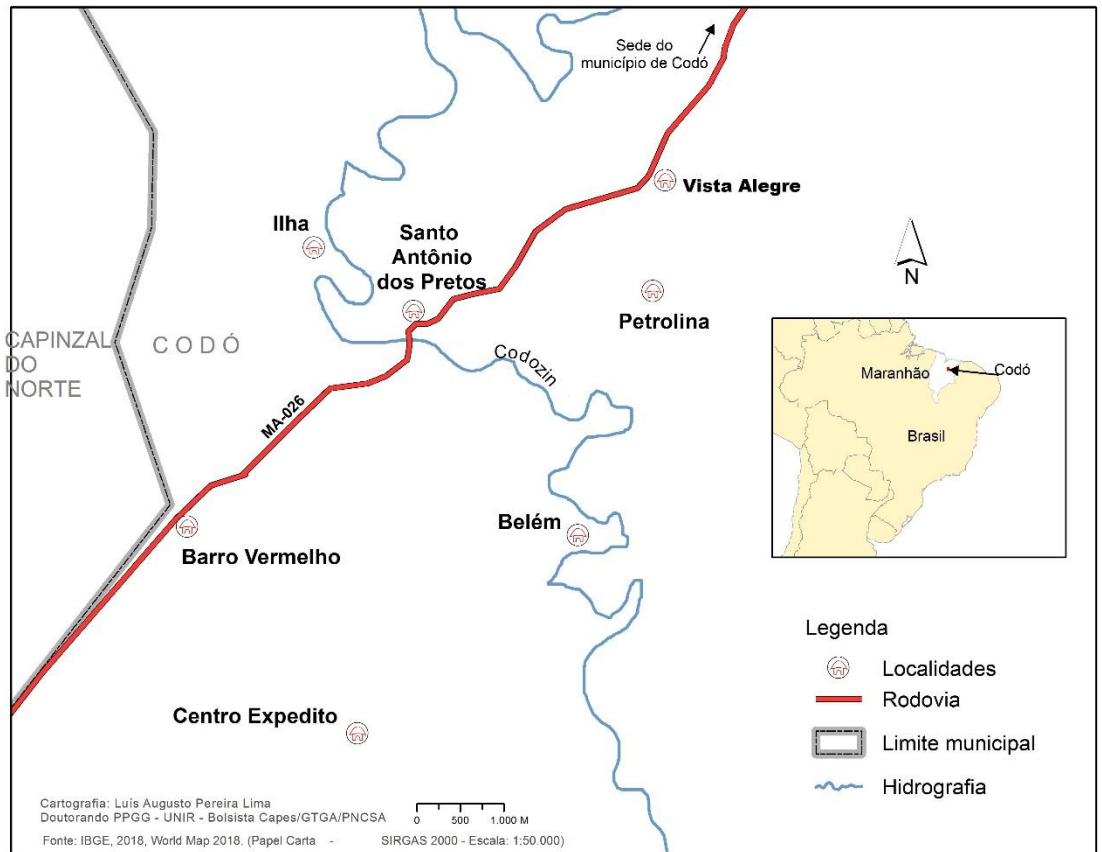 Sede do
município de Codó
Vista Alegre
Ilha
Santo
Antônio
dos Pretos
N
Petrolina
CAPINZAL
DO
NORTE
CODÓ
Codozin
Maranhão
Codó
Brasil
MA-026
Belém
Barro Vermelho
Legenda
Localidades
Rodovia
Limite municipal
Hidrografia
Centro Expedito
Cartografia: Luís Augusto Pereira Lima
Doutorando PPGG - UNIR - Bolsista Capes/GTGA/PNCSA
0 500 1.000 M
Fonte: IBGE, 2018, World Map 2018. (Papel Carta - SIRGAS 2000 - Escala: 1:50.000)